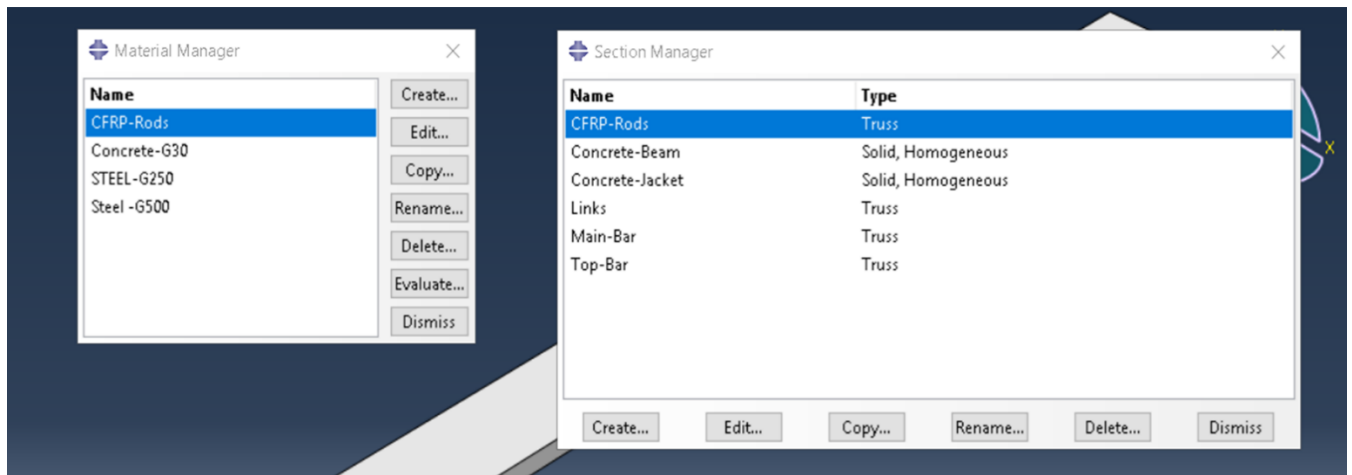 Material Manager
Name
CFRP-Rods
Concrete-G30
STEEL-G250
Steel -G500
Create...
Edit...
Copy...
Rename...
Delete...
Evaluate...
Dismiss
Section Manager
Name Type
CFRP-Rods Truss
Concrete-Beam Solid, Homogeneous
Concrete-Jacket Solid, Homogeneous
Links Truss
Main-Bar Truss
Top-Bar Truss
Create... Edit... Copy... Rename... Delete... Dismiss
X